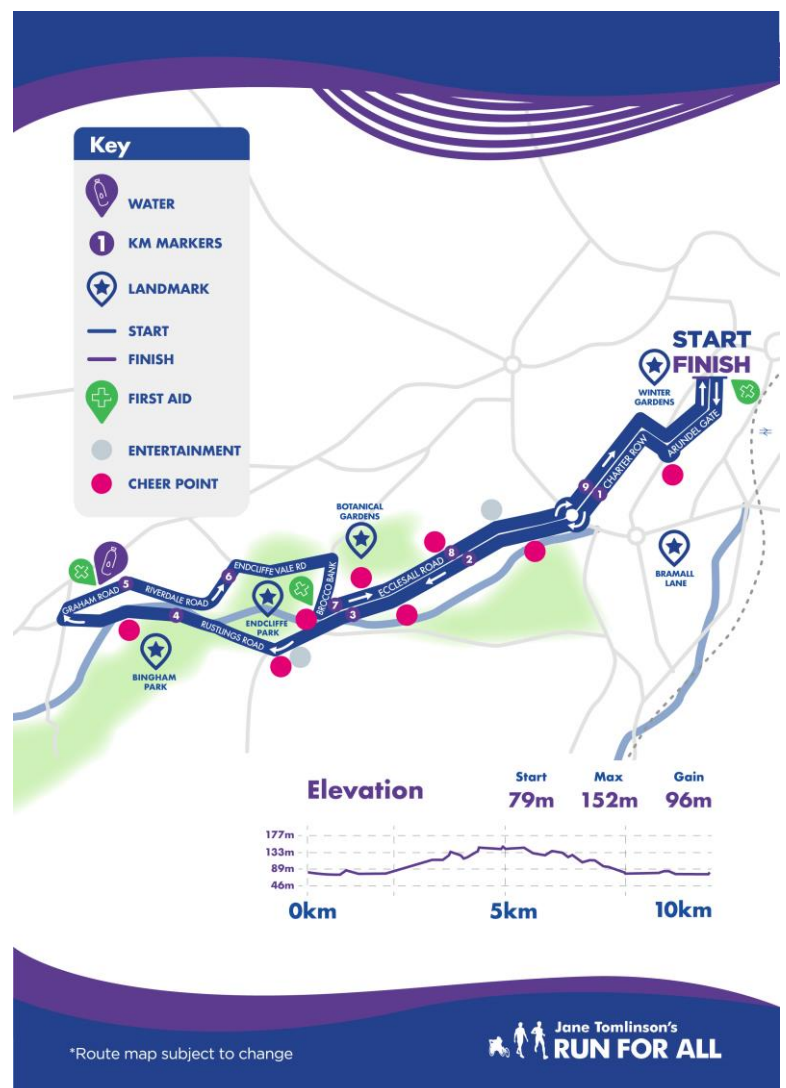 Key
WATER
1
KM MARKERS
LANDMARK
START
FINISH
FIRST AID
ENTERTAINMENT
CHEER POINT
START
FINISH
WINTER
GARDENS
ARUNDEL GATE
CHARTER ROW
9
1
BOTANICAL
GARDENS
BRAMALL
LANE
8
2
ECCLESALL ROAD
ENDCLIFFE VALE RD
BROCCO BANK
6
5
GRAHAM ROAD
RIVERDALE ROAD
7
3
ENDCLIFFE
PARK
4
RUSTLINGS ROAD
BINGHAM
PARK
Elevation
Start
79m
Max
152m
Gain
96m
177m
133m
89m
46m
0km
5km
10km
*Route map subject to change
Jane Tomlinson's
RUN FOR ALL